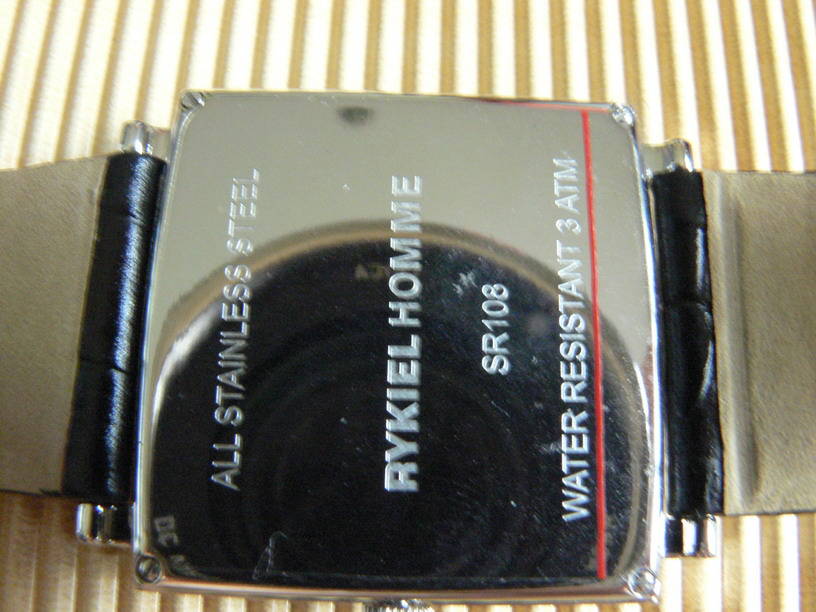 ALL STAINLESS STEEL
RYKIEL HOMME
SR108
WATER RESISTANT 3 ATM